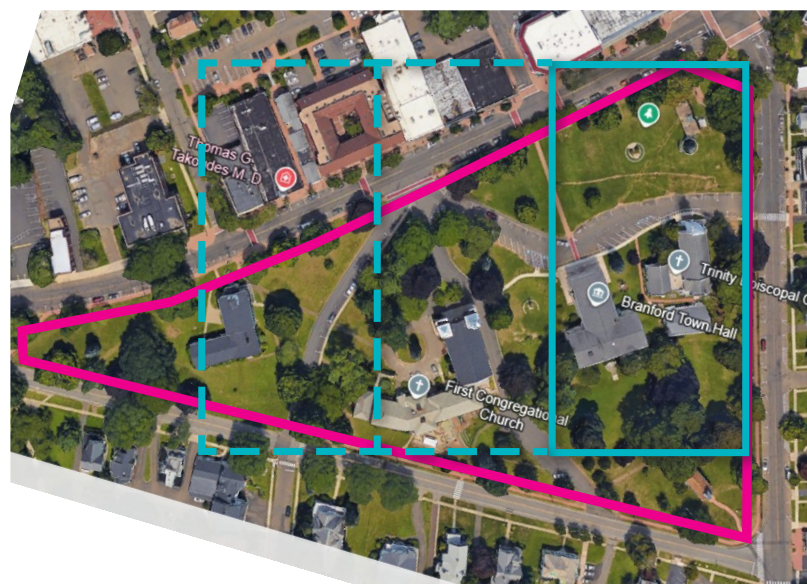 Thomas G.
Takoudes M. D
Trinity Episcopal
Branford Town Hall
First Congregational
Church